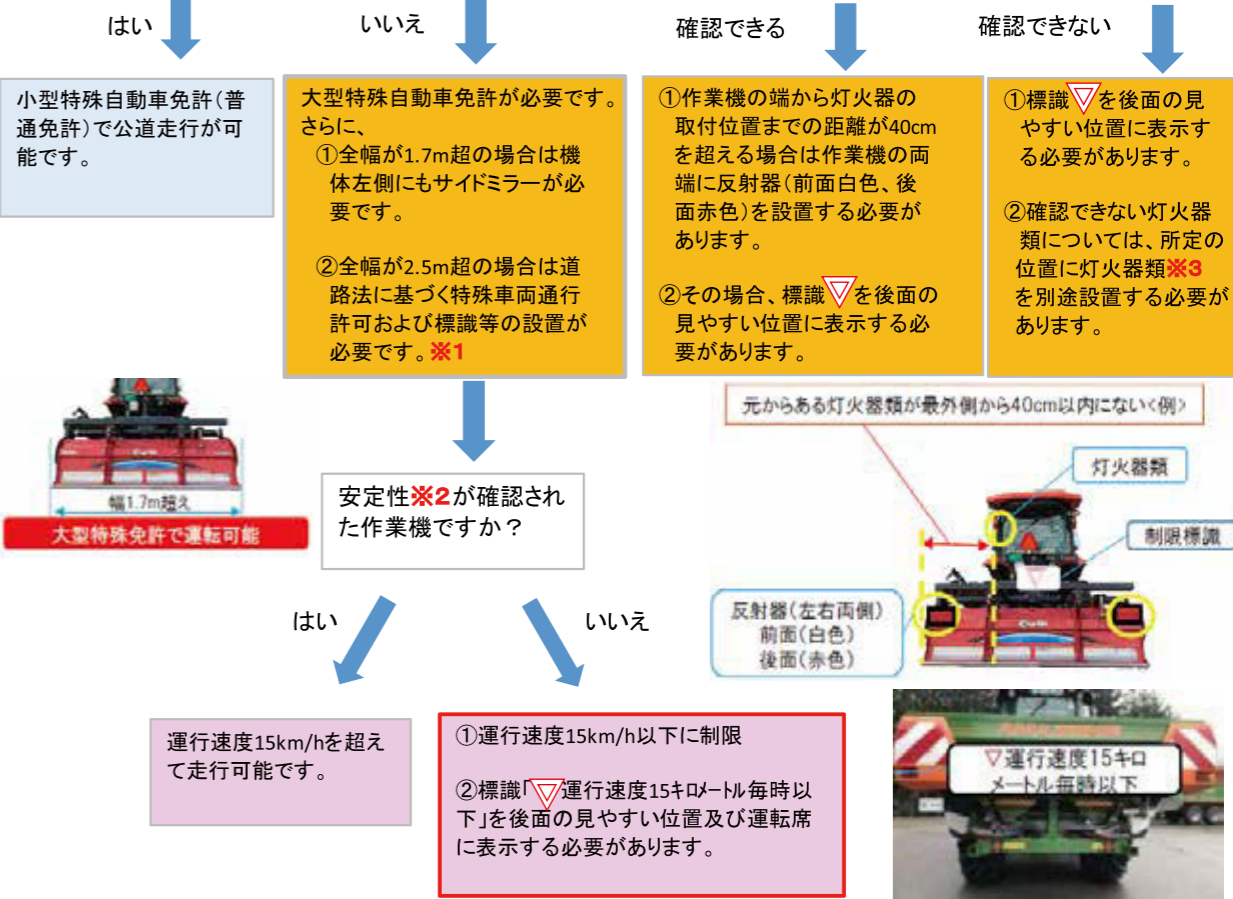 はい
いいえ
確認できる
確認できない
小型特殊自動車免許(普
通免許)で公道走行が可
能です。
大型特殊自動車免許が必要です。
さらに、
①全幅が1.7m超の場合は機
体左側にもサイドミラーが必
要です。
②全幅が2.5m超の場合は道
路法に基づく特殊車両通行
許可および標識等の設置が
必要です。※1
①作業機の端から灯火器の
取付位置までの距離が40cm
を超える場合は作業機の両
端に反射器(前面白色、後
面赤色)を設置する必要が
あります。
②その場合、標識▽を後面の
見やすい位置に表示する必
要があります。
①標識▽を後面の見
やすい位置に表示す
る必要があります。
②確認できない灯火器
類については、所定の
位置に灯火器類※3
を別途設置する必要が
あります。
幅1.7m超え
大型特殊免許で運転可能
安定性※2が確認され
た作業機ですか?
元からある灯火器類が最外側から40cm以内にない<例>
灯火器類
制限標識
反射器(左右両側)
前面(白色)
後面(赤色)
はい
いいえ
運行速度15km/hを超え
て走行可能です。
①運行速度15km/h以下に制限
②標識「▽運行速度15キロメートル毎時以
下」を後面の見やすい位置及び運転席
に表示する必要があります。
▽運行速度15キロ
メートル毎時以下